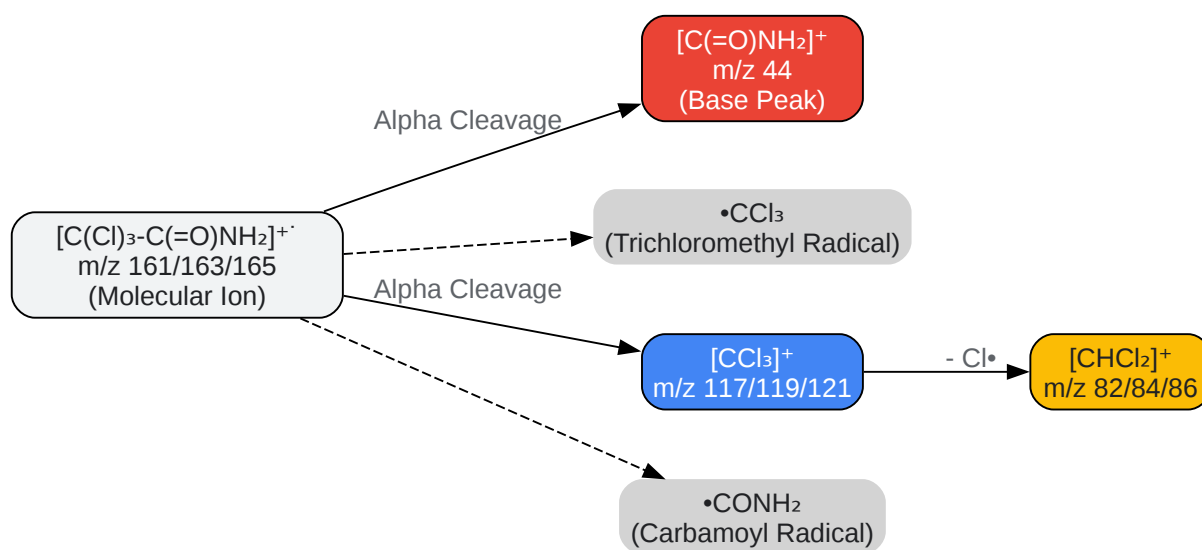 [C(=O)NH₂]⁺
m/z 44
(Base Peak)
Alpha Cleavage
•CCl₃
(Trichloromethyl Radical)
[C(Cl)₃-C(=O)NH₂]⁺˙
m/z 161/163/165
(Molecular Ion)
Alpha Cleavage
[CCl₃]⁺
m/z 117/119/121
- Cl•
[CHCl₂]⁺
m/z 82/84/86
•CONH₂
(Carbamoyl Radical)